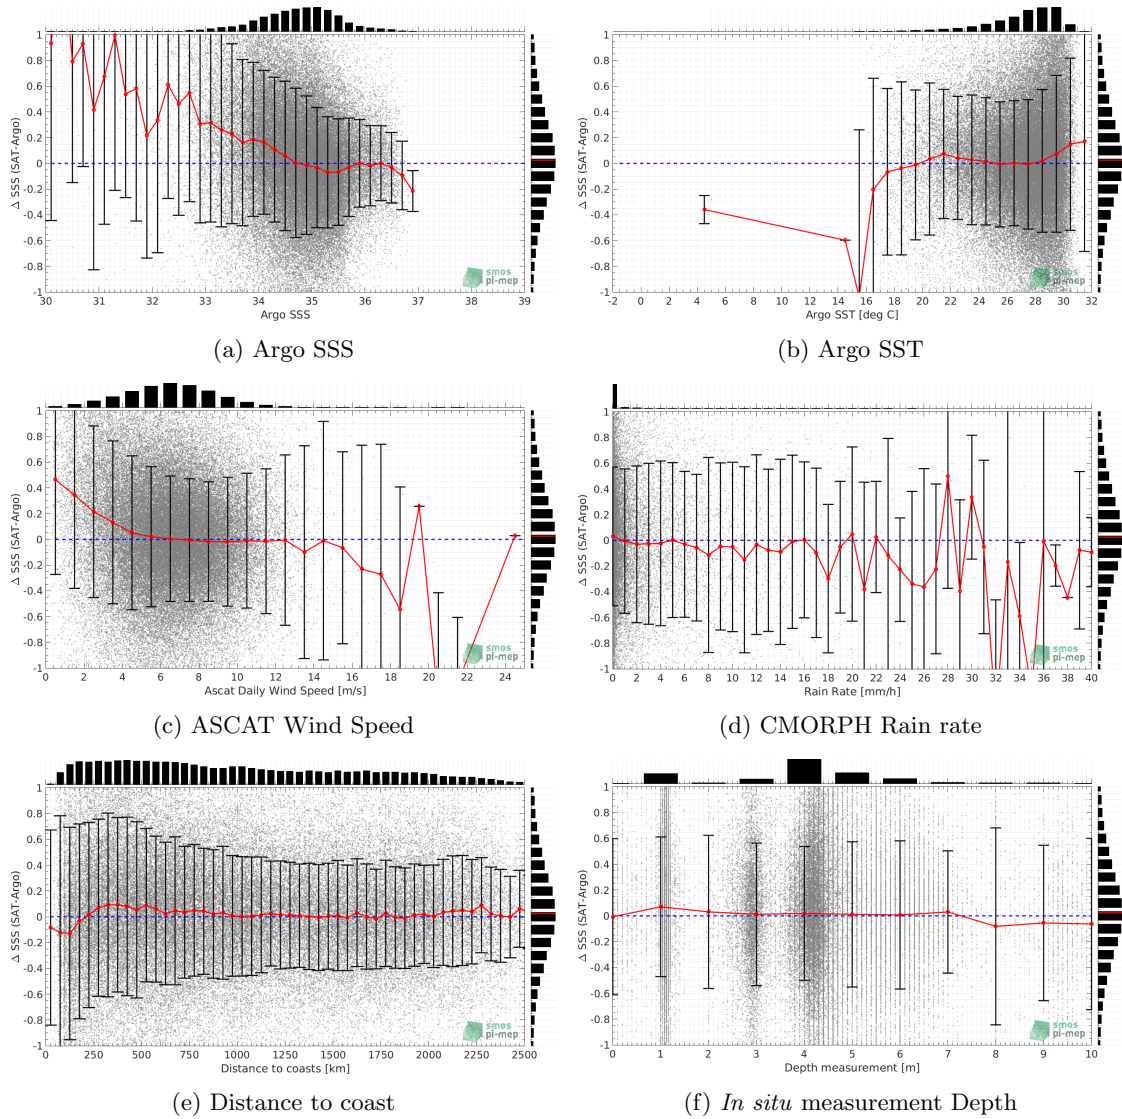 1
0.8
0.6
0.4
0.2
0
-0.2
-0.4
-0.6
-0.8
-1
Δ SSS (SAT-Argo)
30 31 32 33 34 35 36 37 38 39
Argo SSS
smos
pi-mep
(a) Argo SSS
1
0.8
0.6
0.4
0.2
0
-0.2
-0.4
-0.6
-0.8
-1
Δ SSS (SAT-Argo)
-2 0 2 4 6 8 10 12 14 16 18 20 22 24 26 28 30 32
Argo SST [deg C]
smos
pi-mep
(b) Argo SST
1
0.8
0.6
0.4
0.2
0
-0.2
-0.4
-0.6
-0.8
-1
Δ SSS (SAT-Argo)
0 2 4 6 8 10 12 14 16 18 20 22 24
Ascat Daily Wind Speed [m/s]
smos
pi-mep
(c) ASCAT Wind Speed
1
0.8
0.6
0.4
0.2
0
-0.2
-0.4
-0.6
-0.8
-1
Δ SSS (SAT-Argo)
0 2 4 6 8 10 12 14 16 18 20 22 24 26 28 30 32 34 36 38 40
Rain Rate [mm/h]
smos
pi-mep
(d) CMORPH Rain rate
1
0.8
0.6
0.4
0.2
0
-0.2
-0.4
-0.6
-0.8
-1
Δ SSS (SAT-Argo)
0 250 500 750 1000 1250 1500 1750 2000 2250 2500
Distance to coasts [km]
smos
pi-mep
(e) Distance to coast
1
0.8
0.6
0.4
0.2
0
-0.2
-0.4
-0.6
-0.8
-1
Δ SSS (SAT-Argo)
0 1 2 3 4 5 6 7 8 9 10
Depth measurement [m]
smos
pi-mep
(f) In situ measurement Depth